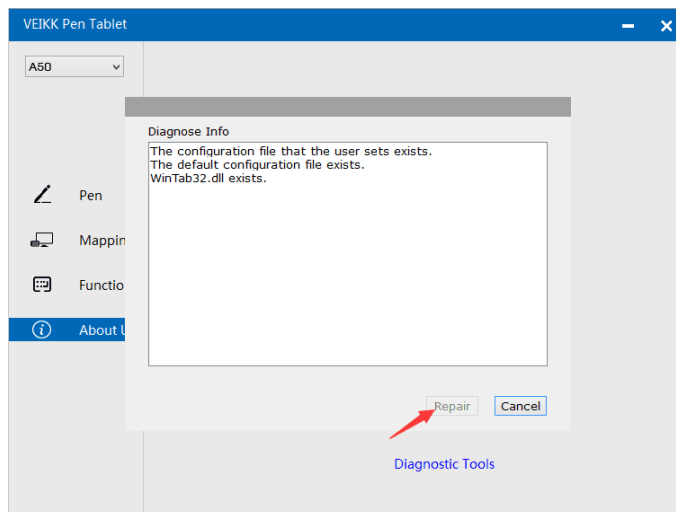 VEIKK Pen Tablet
A50
Diagnose Info
The configuration file that the user sets exists.
The default configuration file exists.
WinTab32.dll exists.
Pen
Mappin
Functio
About U
Repair
Cancel
Diagnostic Tools